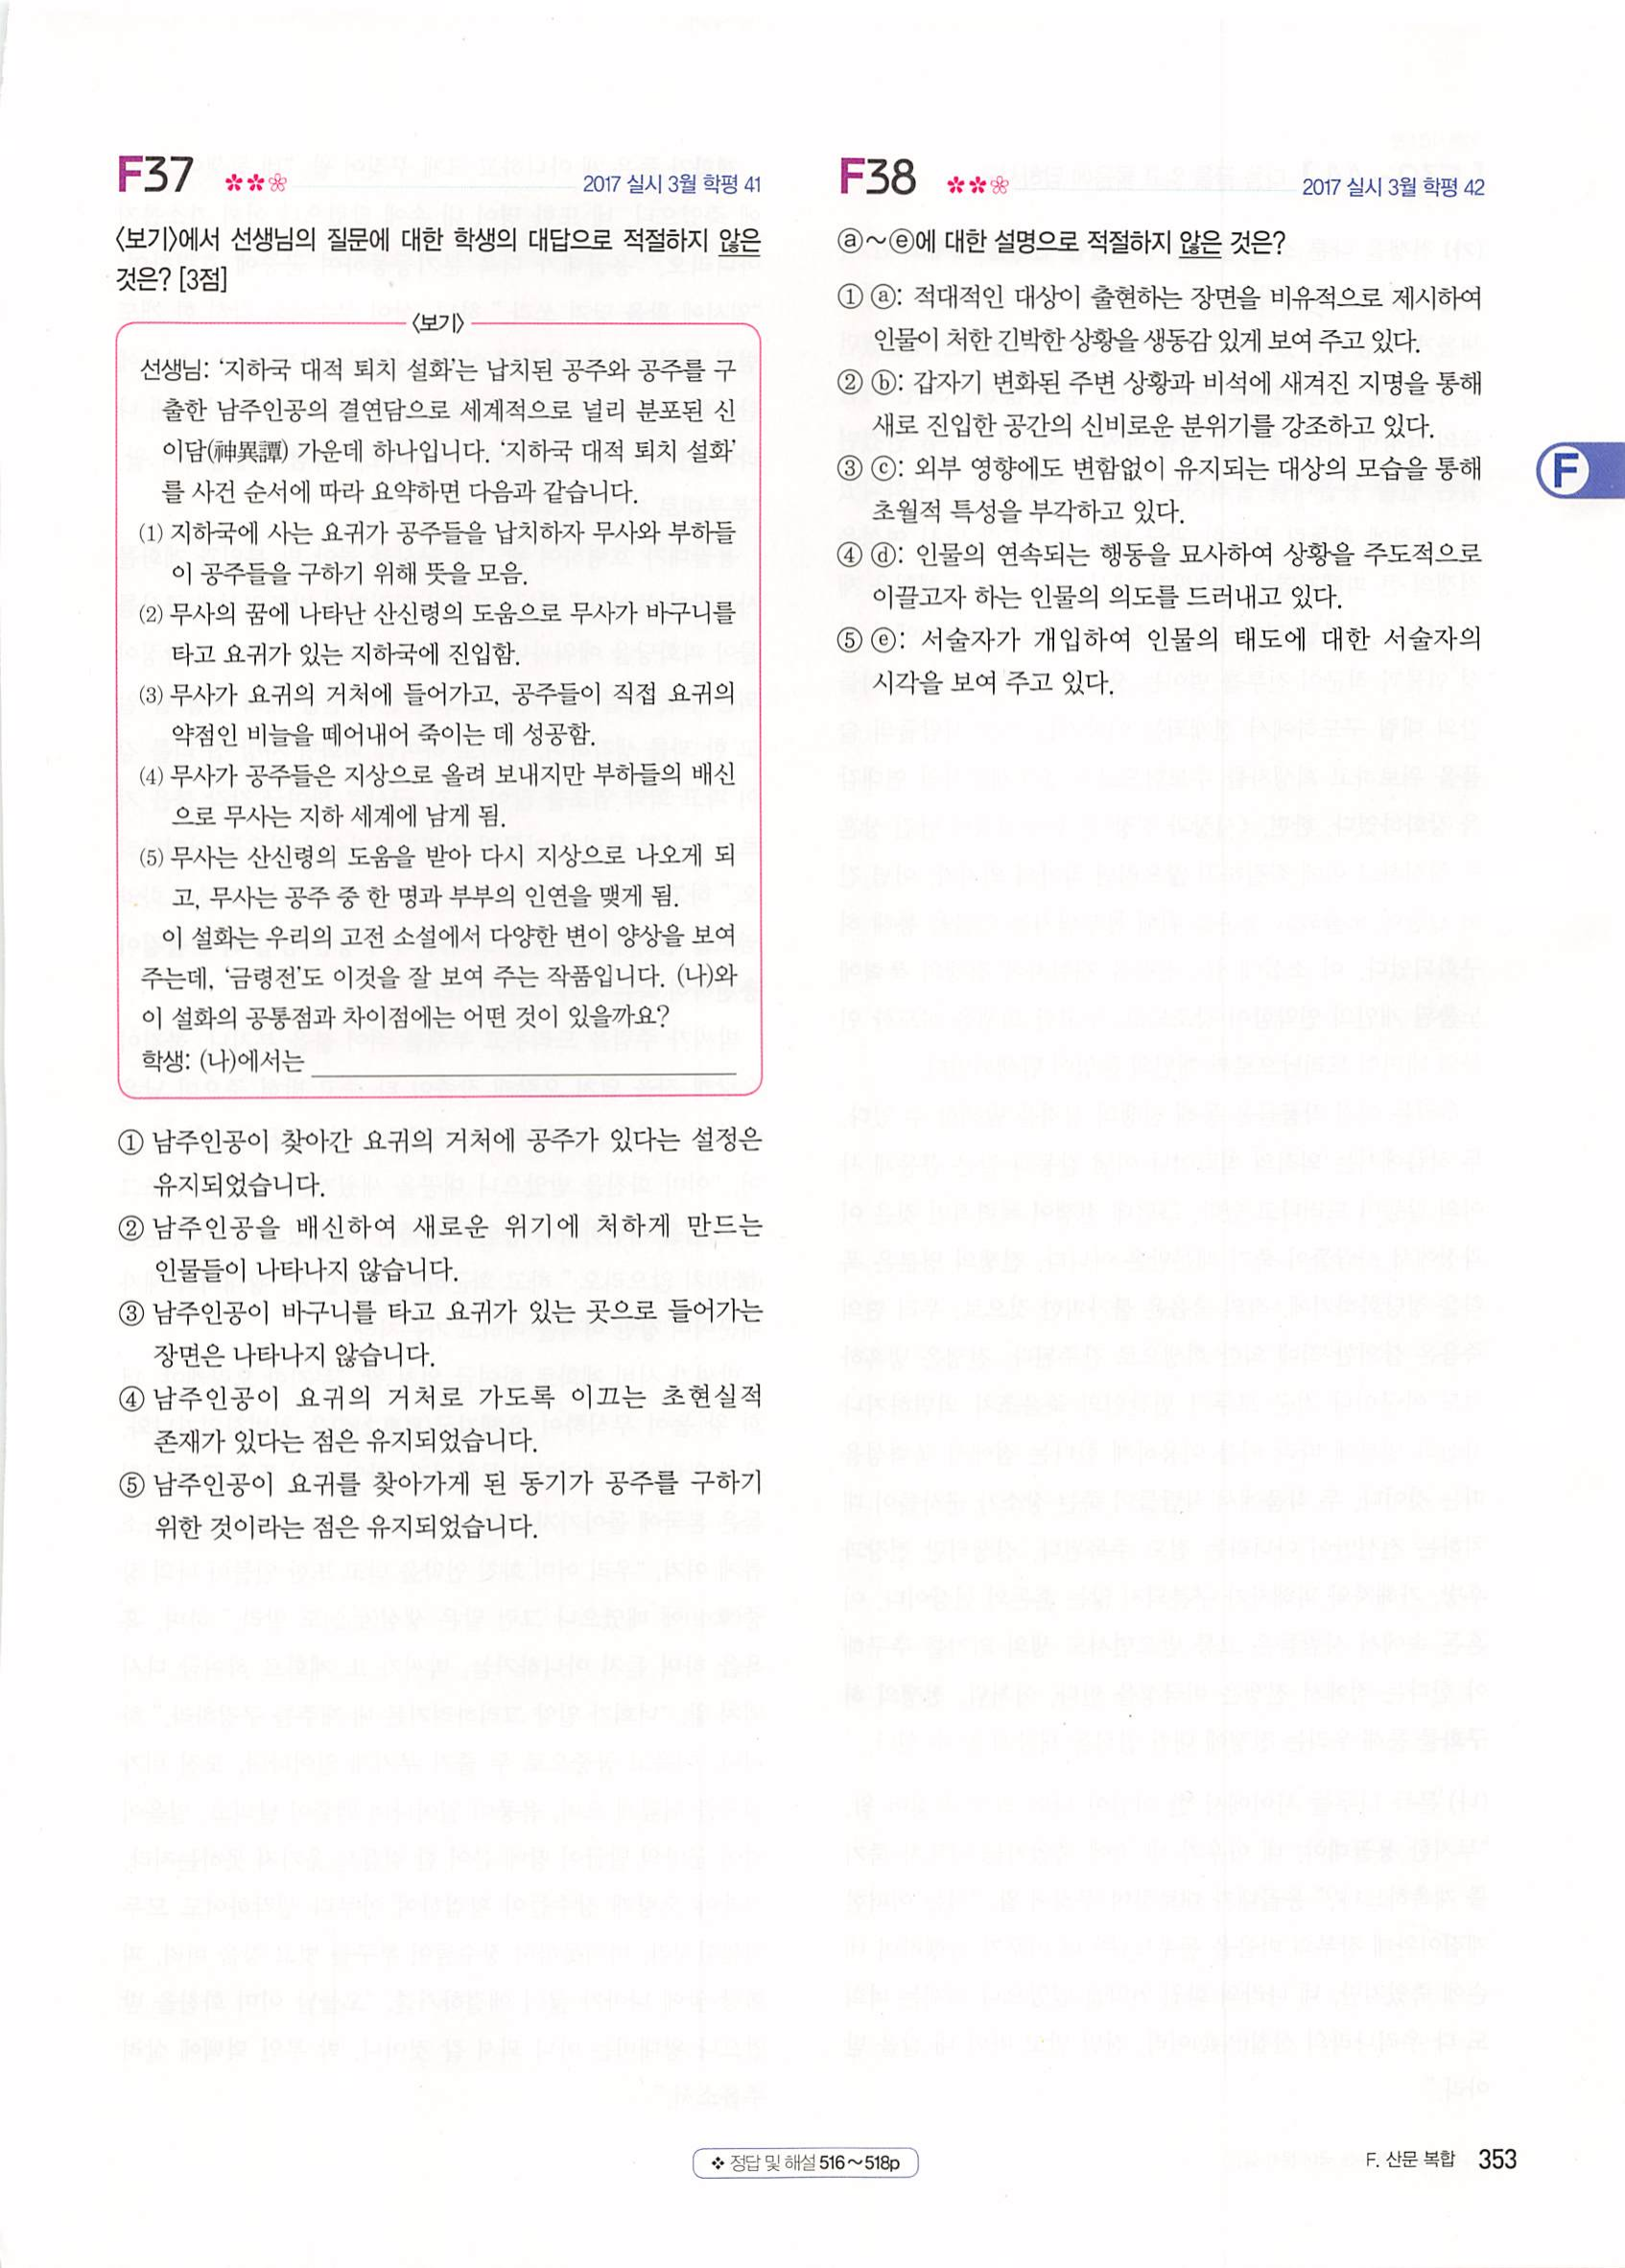 F37
2017 실시 3월 학평 41
〈보기〉에서 선생님의 질문에 대한 학생의 대답으로 적절하지 않은
것은? [3점]
〈보기〉
선생님: ‘지하국 대적 퇴치 설화’는 납치된 공주와 공주를 구
출한 남주인공의 결연담으로 세계적으로 널리 분포된 신
이담(神異譚) 가운데 하나입니다. ‘지하국 대적 퇴치 설화’
를 사건 순서에 따라 요약하면 다음과 같습니다.
(1) 지하국에 사는 요귀가 공주들을 납치하자 무사와 부하들
이 공주들을 구하기 위해 뜻을 모음.
(2) 무사의 꿈에 나타난 산신령의 도움으로 무사가 바구니를
타고 요귀가 있는 지하국에 진입함.
(3) 무사가 요귀의 거처에 들어가고, 공주들이 직접 요귀의
약점인 비늘을 떼어내어 죽이는 데 성공함.
(4) 무사가 공주들은 지상으로 올려 보내지만 부하들의 배신
으로 무사는 지하 세계에 남게 됨.
(5) 무사는 산신령의 도움을 받아 다시 지상으로 나오게 되
고, 무사는 공주 중 한 명과 부부의 인연을 맺게 됨.
이 설화는 우리의 고전 소설에서 다양한 변이 양상을 보여
주는데, ‘금령전’도 이것을 잘 보여 주는 작품입니다. (나)와
이 설화의 공통점과 차이점에는 어떤 것이 있을까요?
학생: (나)에서는
① 남주인공이 찾아간 요귀의 거처에 공주가 있다는 설정은
유지되었습니다.
② 남주인공을 배신하여 새로운 위기에 처하게 만드는
인물들이 나타나지 않습니다.
③ 남주인공이 바구니를 타고 요귀가 있는 곳으로 들어가는
장면은 나타나지 않습니다.
④ 남주인공이 요귀의 거처로 가도록 이끄는 초현실적
존재가 있다는 점은 유지되었습니다.
⑤ 남주인공이 요귀를 찾아가게 된 동기가 공주를 구하기
위한 것이라는 점은 유지되었습니다.
F38
2017 실시 3월 학평 42
ⓐ～ⓔ에 대한 설명으로 적절하지 않은 것은?
① ⓐ: 적대적인 대상이 출현하는 장면을 비유적으로 제시하여
인물이 처한 긴박한 상황을 생동감 있게 보여 주고 있다.
② ⓑ: 갑자기 변화된 주변 상황과 비석에 새겨진 지명을 통해
새로 진입한 공간의 신비로운 분위기를 강조하고 있다.
③ ⓒ: 외부 영향에도 변함없이 유지되는 대상의 모습을 통해
초월적 특성을 부각하고 있다.
④ ⓓ: 인물의 연속되는 행동을 묘사하여 상황을 주도적으로
이끌고자 하는 인물의 의도를 드러내고 있다.
⑤ ⓔ: 서술자가 개입하여 인물의 태도에 대한 서술자의
시각을 보여 주고 있다.
F
❖ 정답 및 해설 516～518p
F. 산문 복합 353